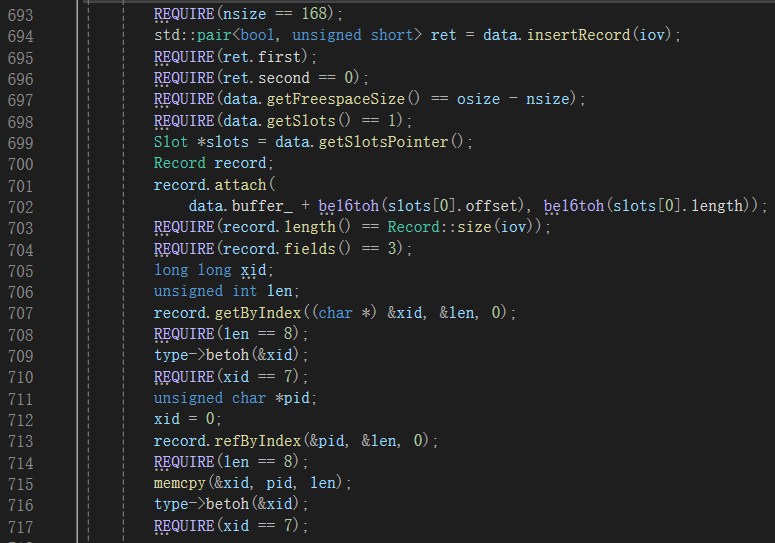 693 REQUIRE(nsize == 168);
694 std::pair<bool, unsigned short> ret = data.insertRecord(iov);
695 REQUIRE(ret.first);
696 REQUIRE(ret.second == 0);
697 REQUIRE(data.getFreespaceSize() == osize - nsize);
698 REQUIRE(data.getSlots() == 1);
699 Slot *slots = data.getSlotsPointer();
700 Record record;
701 record.attach(
702 data.buffer_ + be16toh(slots[0].offset), be16toh(slots[0].length));
703 REQUIRE(record.length() == Record::size(iov));
704 REQUIRE(record.fields() == 3);
705 long long xid;
706 unsigned int len;
707 record.getByIndex((char *) &xid, &len, 0);
708 REQUIRE(len == 8);
709 type->betoh(&xid);
710 REQUIRE(xid == 7);
711 unsigned char *pid;
712 xid = 0;
713 record.refByIndex(&pid, &len, 0);
714 REQUIRE(len == 8);
715 memcpy(&xid, pid, len);
716 type->betoh(&xid);
717 REQUIRE(xid == 7);